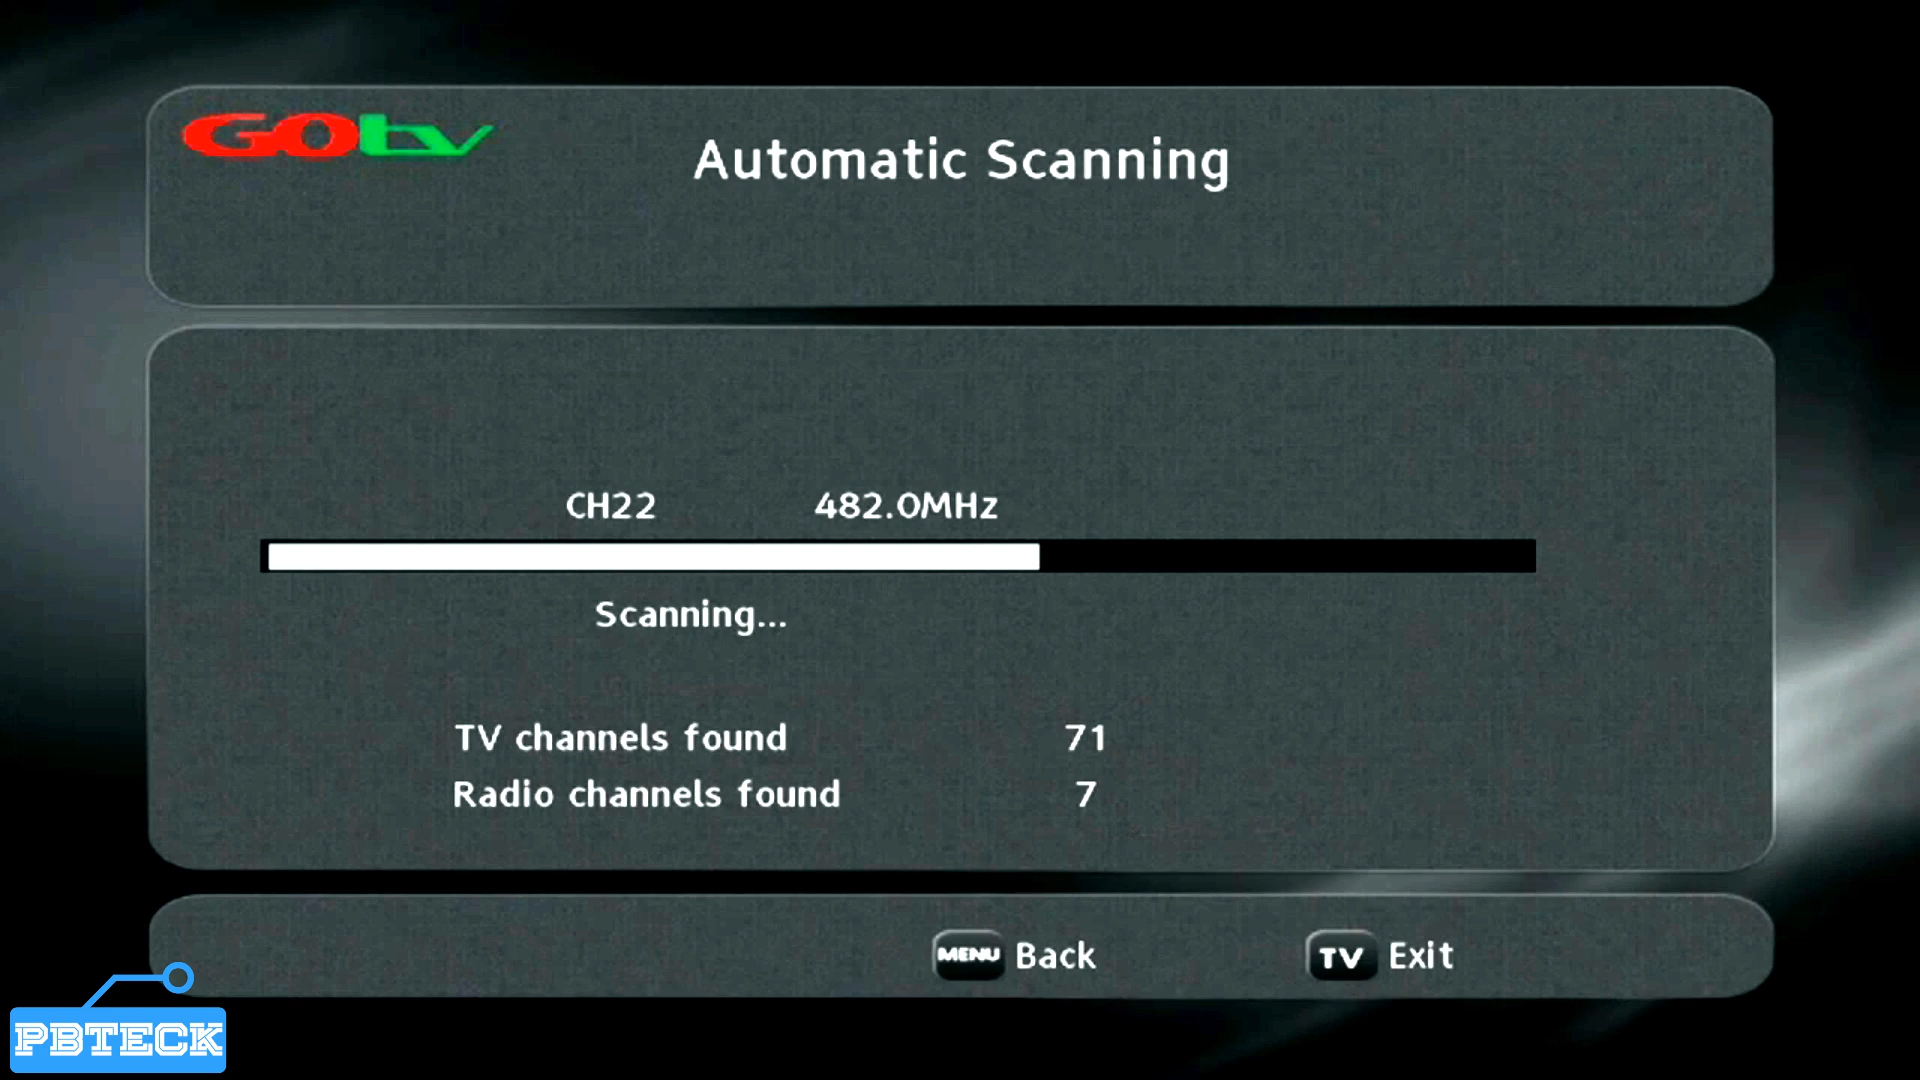 GOtv
Automatic Scanning
CH22 482.0MHz
Scanning...
TV channels found 71
Radio channels found 7
MENU Back TV Exit
PBTECK